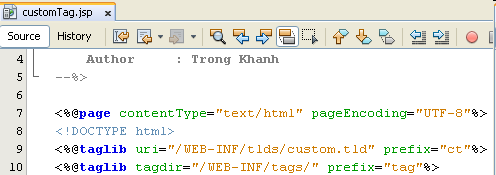 customTag.jsp
Source History
4 Author : Trong Khanh
5 --%>
6
7 <%@page contentType="text/html" pageEncoding="UTF-8"%>
8 <!DOCTYPE html>
9 <%@taglib uri="/WEB-INF/tlds/custom.tld" prefix="ct"%>
10 <%@taglib tagdir="/WEB-INF/tags/" prefix="tag"%>